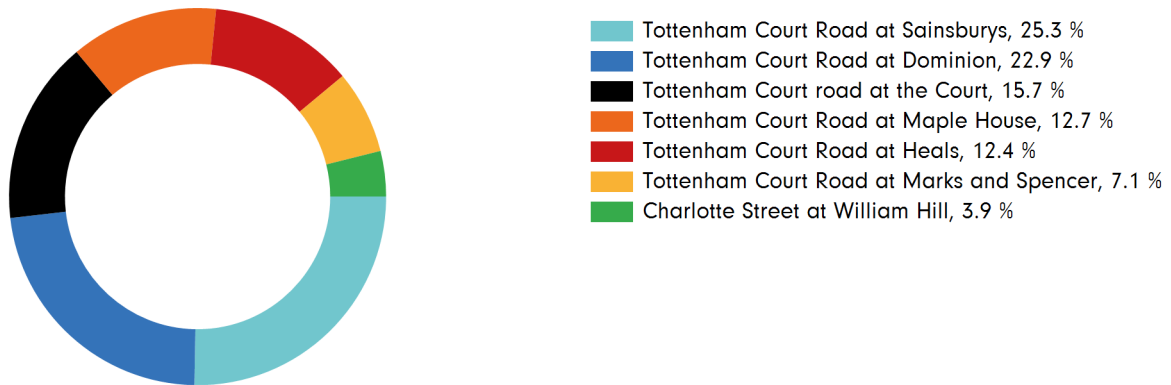 Tottenham Court Road at Sainsburys, 25.3 %
Tottenham Court Road at Dominion, 22.9 %
Tottenham Court road at the Court, 15.7 %
Tottenham Court Road at Maple House, 12.7 %
Tottenham Court Road at Heals, 12.4 %
Tottenham Court Road at Marks and Spencer, 7.1 %
Charlotte Street at William Hill, 3.9 %